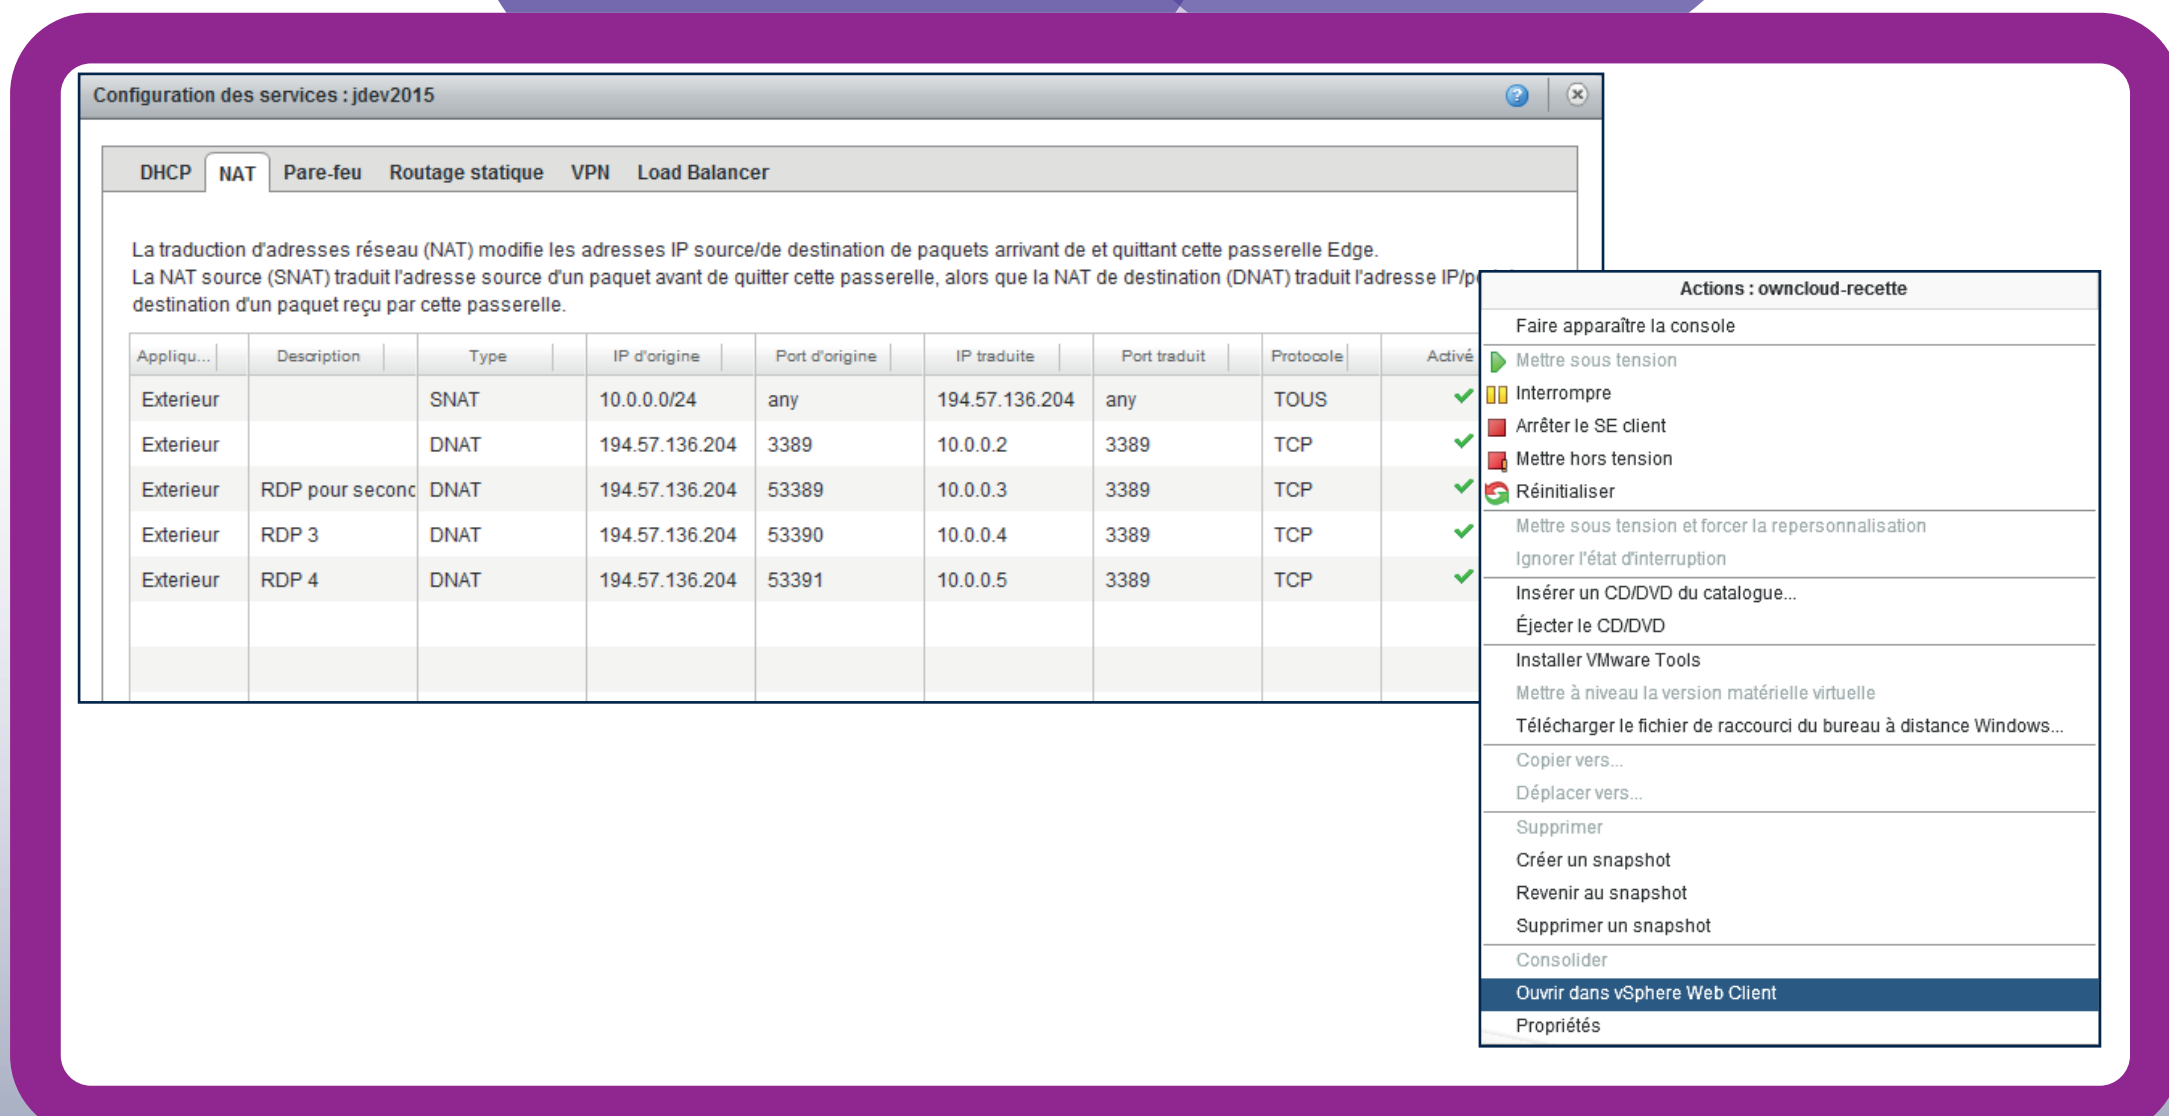 Configuration des services : jdev2015
DHCP NAT Pare-feu Routage statique VPN Load Balancer
La traduction d'adresses réseau (NAT) modifie les adresses IP source/de destination de paquets arrivant de et quittant cette passerelle Edge.
La NAT source (SNAT) traduit l'adresse source d'un paquet avant de quitter cette passerelle, alors que la NAT de destination (DNAT) traduit l'adresse
destination d'un paquet reçu par cette passerelle.
Appliqu... Description Type IP d'origine Port d'origine IP traduite Port traduit Protocole Activé
Exterieur SNAT 10.0.0.0/24 any 194.57.136.204 any TOUS
Exterieur DNAT 194.57.136.204 3389 10.0.0.2 3389 TCP
Exterieur RDP pour second DNAT 194.57.136.204 53389 10.0.0.3 3389 TCP
Exterieur RDP 3 DNAT 194.57.136.204 53390 10.0.0.4 3389 TCP
Exterieur RDP 4 DNAT 194.57.136.204 53391 10.0.0.5 3389 TCP
Actions : owncloud-recette
Faire apparaître la console
Mettre sous tension
Interrompre
Arrêter le SE client
Mettre hors tension
Réinitialiser
Mettre sous tension et forcer la repersonnalisation
Ignorer l'état d'interruption
Insérer un CD/DVD du catalogue...
Éjecter le CD/DVD
Installer VMware Tools
Mettre à niveau la version matérielle virtuelle
Télécharger le fichier de raccourci du bureau à distance Windows...
Copier vers...
Déplacer vers...
Supprimer
Créer un snapshot
Revenir au snapshot
Supprimer un snapshot
Consolider
Ouvrir dans vSphere Web Client
Propriétés